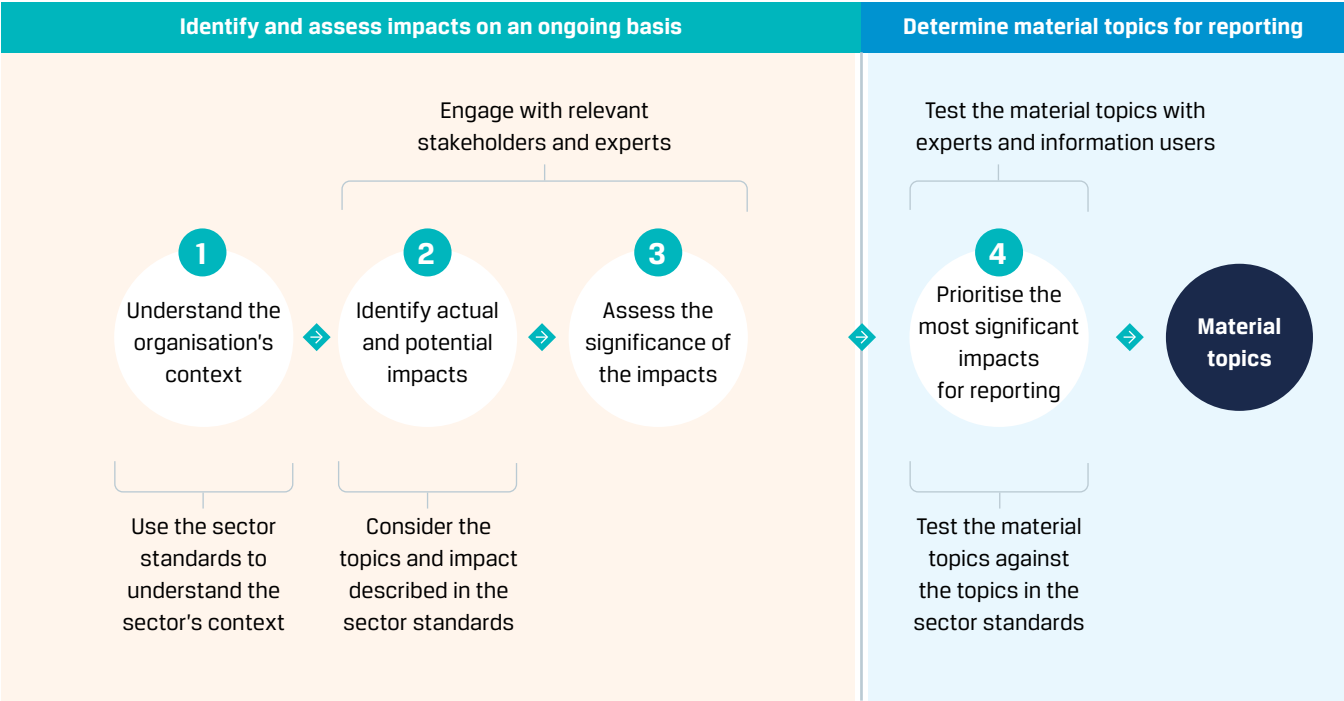 Identify and assess impacts on an ongoing basis
Determine material topics for reporting
Engage with relevant
stakeholders and experts
Test the material topics with
experts and information users
1
Understand the
organisation's
context
2
Identify actual
and potential
impacts
3
Assess the
significance of
the impacts
4
Prioritise the
most significant
impacts
for reporting
Material
topics
Use the sector
standards to
understand the
sector's context
Consider the
topics and impact
described in the
sector standards
Test the material
topics against
the topics in the
sector standards